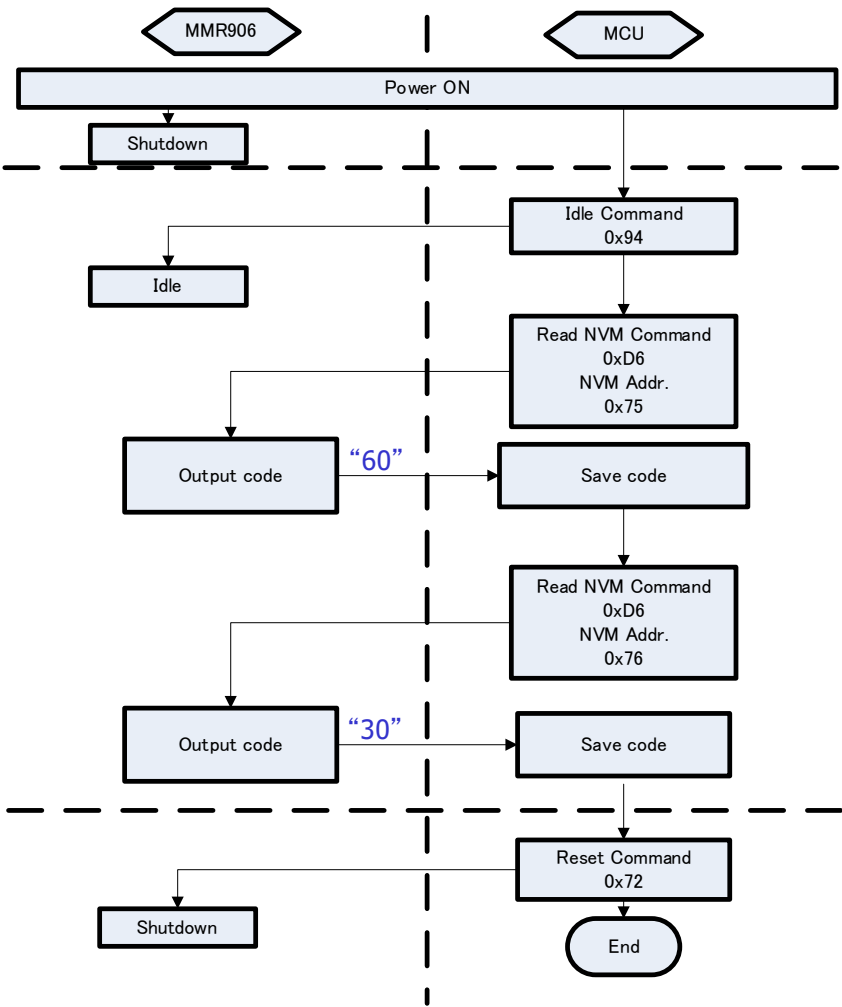 MMR906
MCU
Power ON
Shutdown
Idle Command
0x94
Idle
Read NVM Command
0xD6
NVM Addr.
0x75
Output code
“60”
Save code
Read NVM Command
0xD6
NVM Addr.
0x76
Output code
“30”
Save code
Reset Command
0x72
Shutdown
End